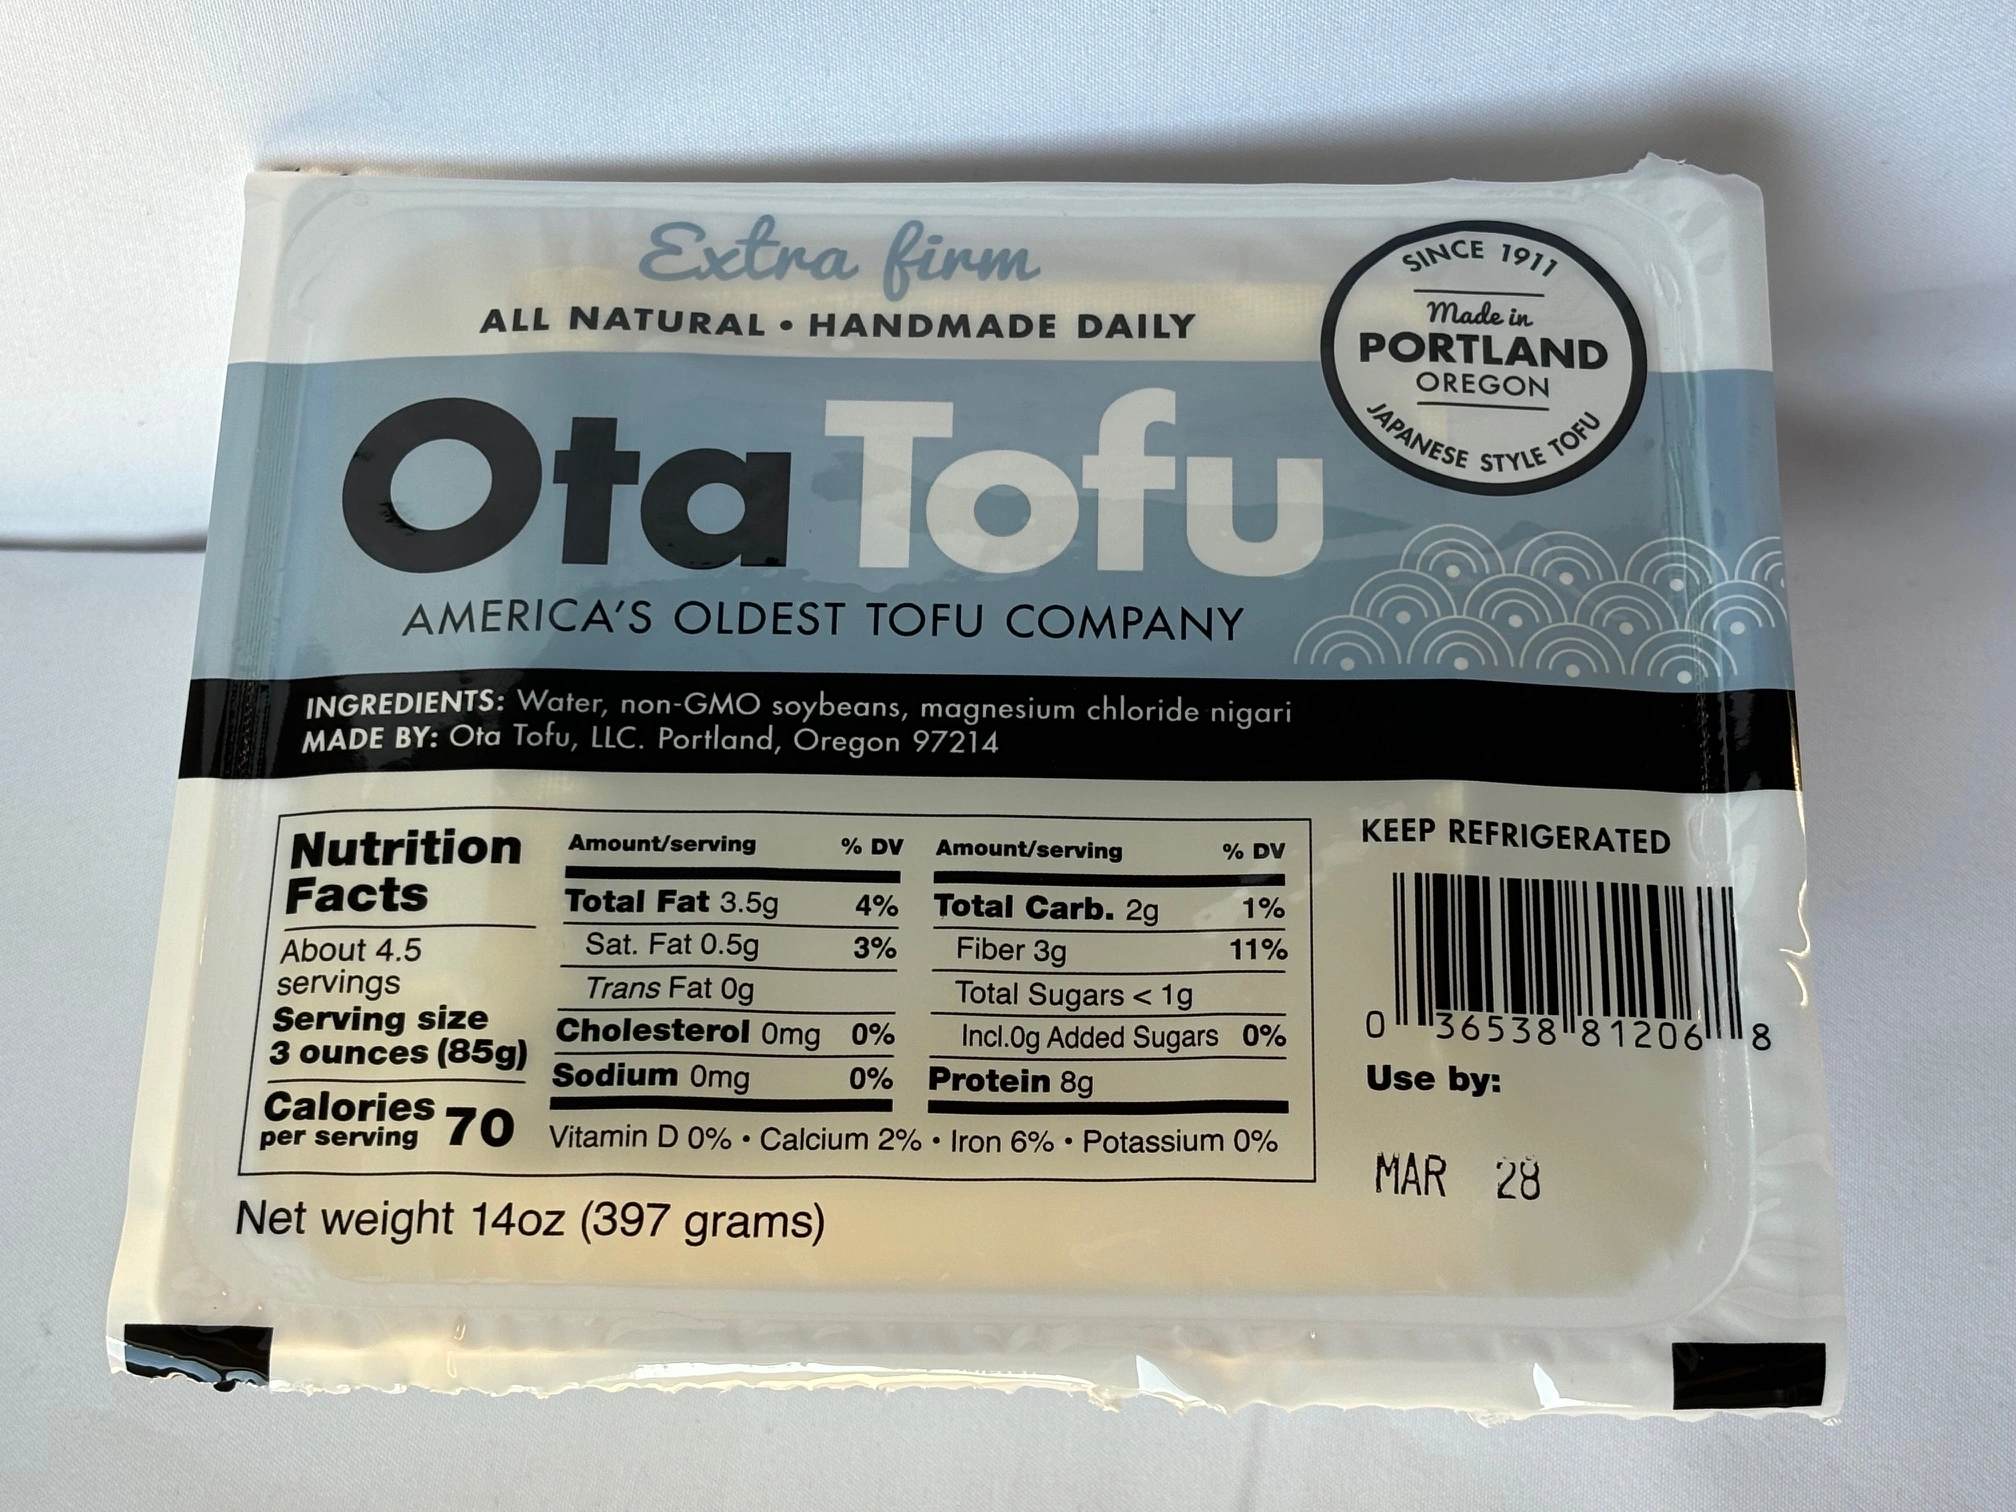 Extra firm
ALL NATURAL • HANDMADE DAILY
SINCE 1911
Made in
PORTLAND
OREGON
JAPANESE STYLE TOFU
Ota Tofu
AMERICA'S OLDEST TOFU COMPANY
INGREDIENTS: Water, non-GMO soybeans, magnesium chloride nigari
MADE BY: Ota Tofu, LLC. Portland, Oregon 97214
Nutrition
Facts
About 4.5
servings
Serving size
3 ounces (85g)
Calories
per serving 70
Amount/serving % DV
Total Fat 3.5g 4%
Sat. Fat 0.5g 3%
Trans Fat 0g
Cholesterol 0mg 0%
Sodium 0mg 0%
Amount/serving % DV
Total Carb. 2g 1%
Fiber 3g 11%
Total Sugars < 1g
Incl.0g Added Sugars 0%
Protein 8g
Vitamin D 0% • Calcium 2% • Iron 6% • Potassium 0%
Net weight 14oz (397 grams)
KEEP REFRIGERATED
0 36538 81206 8
Use by:
MAR 28